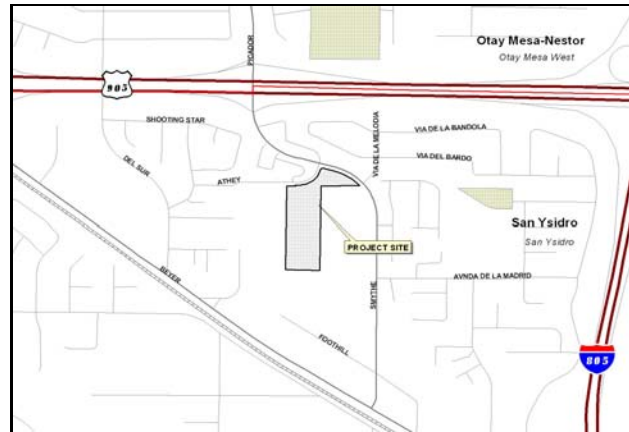 Otay Mesa-Nestor
Otay Mesa West
PICADOR
905
SHOOTING STAR
VIA DE LA MELODIA
VIA DE LA BANDOLA
VIA DEL BARDO
DEL SUR
ATHEY
San Ysidro
San Ysidro
PROJECT SITE
BEYER
AVNDA DE LA MADRID
SMYTHE
FOOTHILL
805